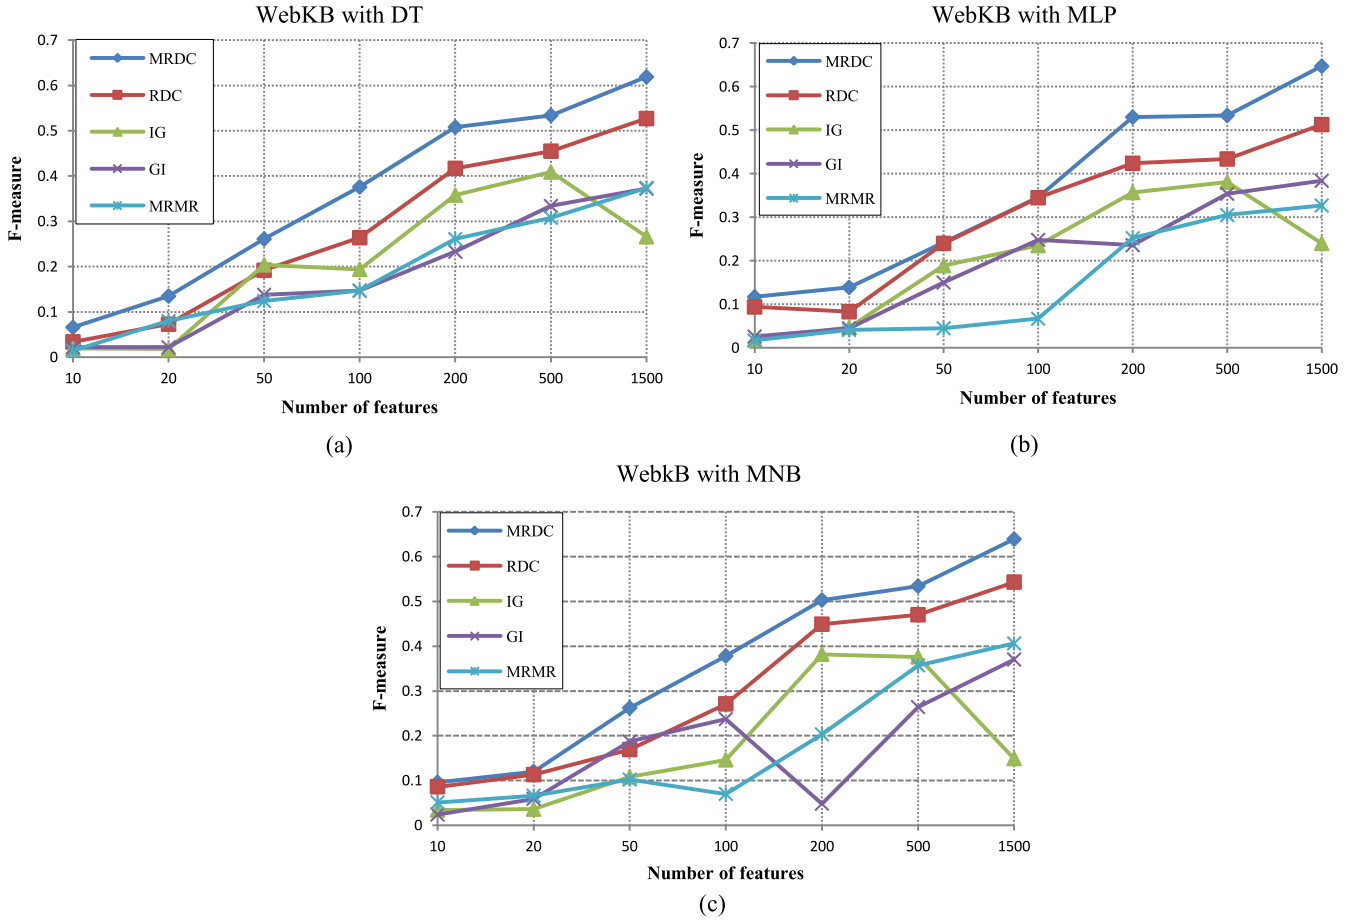 WebKB with DT
0.7
0.6
0.5
0.4
0.3
0.2
0.1
0
F-measure
MRDC
RDC
IG
GI
MRMR
10 20 50 100 200 500 1500
Number of features
(a)
WebKB with MLP
0.7
0.6
0.5
0.4
0.3
0.2
0.1
0
F-measure
MRDC
RDC
IG
GI
MRMR
10 20 50 100 200 500 1500
Number of features
(b)
WebkB with MNB
0.7
0.6
0.5
0.4
0.3
0.2
0.1
0
F-measure
MRDC
RDC
IG
GI
MRMR
10 20 50 100 200 500 1500
Number of features
(c)